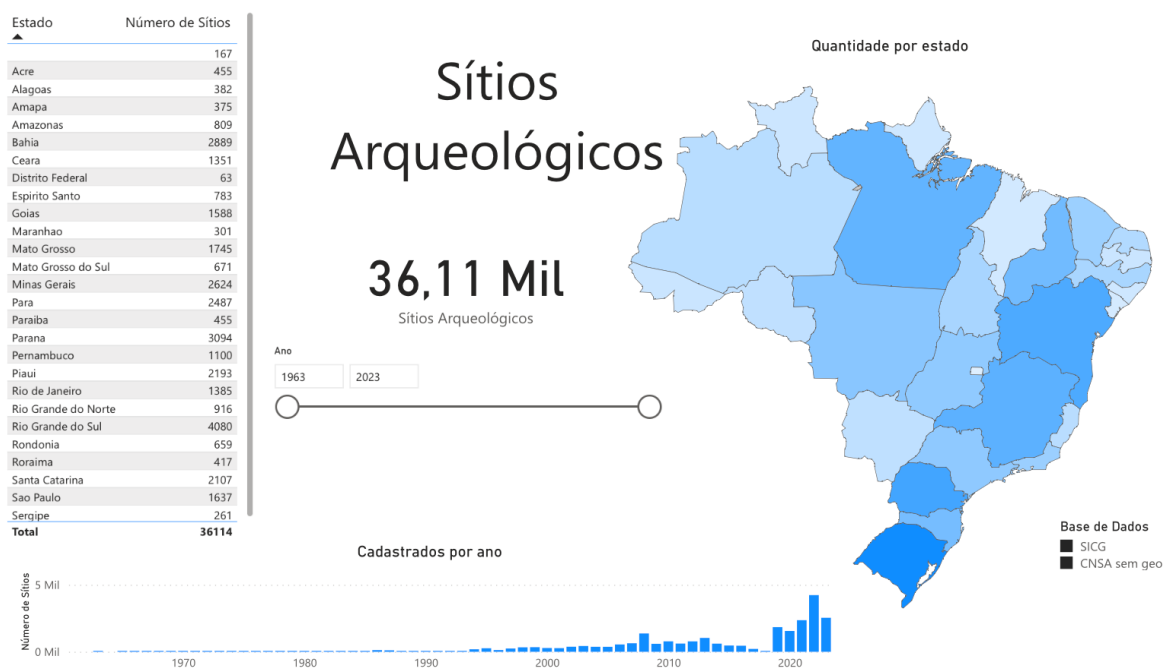 Estado Número de Sítios
167
Acre 455
Alagoas 382
Amapa 375
Amazonas 809
Bahia 2889
Ceara 1351
Distrito Federal 63
Espirito Santo 783
Goias 1588
Maranhao 301
Mato Grosso 1745
Mato Grosso do Sul 671
Minas Gerais 2624
Para 2487
Paraiba 455
Parana 3094
Pernambuco 1100
Piaui 2193
Rio de Janeiro 1385
Rio Grande do Norte 916
Rio Grande do Sul 4080
Rondonia 659
Roraima 417
Santa Catarina 2107
Sao Paulo 1637
Sergipe 261
Total 36114
Sítios
Arqueológicos
36,11 Mil
Sítios Arqueológicos
Ano
1963 2023
Quantidade por estado
Base de Dados
SICG
CNSA sem geo
Cadastrados por ano
Número de Sítios
5 Mil
0 Mil
1970 1980 1990 2000 2010 2020